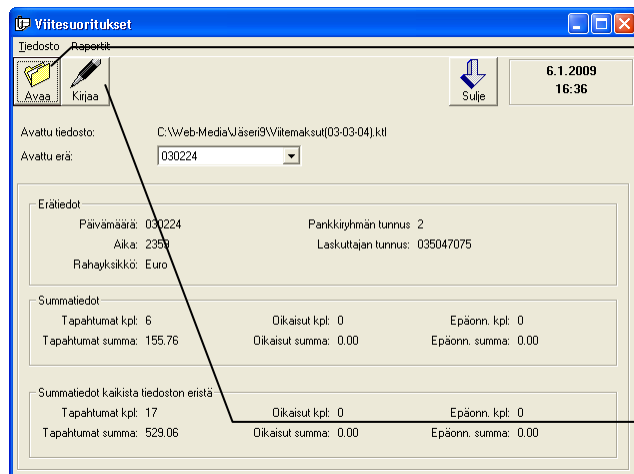 Viitesuoritukset
Tiedosto Raportit
Avaa Kirjaa Sulje 6.1.2009
16:36
Avattu tiedosto: C:\Web-Media\Jäseri9\Viitemaksut(03-03-04).ktl
Avattu erä: 030224
Erätiedot
Päivämäärä: 030224 Pankkiryhmän tunnus 2
Aika: 2359 Laskuttajan tunnus: 035047075
Rahayksikkö: Euro
Summatiedot
Tapahtumat kpl: 6 Oikaisut kpl: 0 Epäonn. kpl: 0
Tapahtumat summa: 155.76 Oikaisut summa: 0.00 Epäonn. summa: 0.00
Summatiedot kaikista tiedoston eristä
Tapahtumat kpl: 17 Oikaisut kpl: 0 Epäonn. kpl: 0
Tapahtumat summa: 529.06 Oikaisut summa: 0.00 Epäonn. summa: 0.00